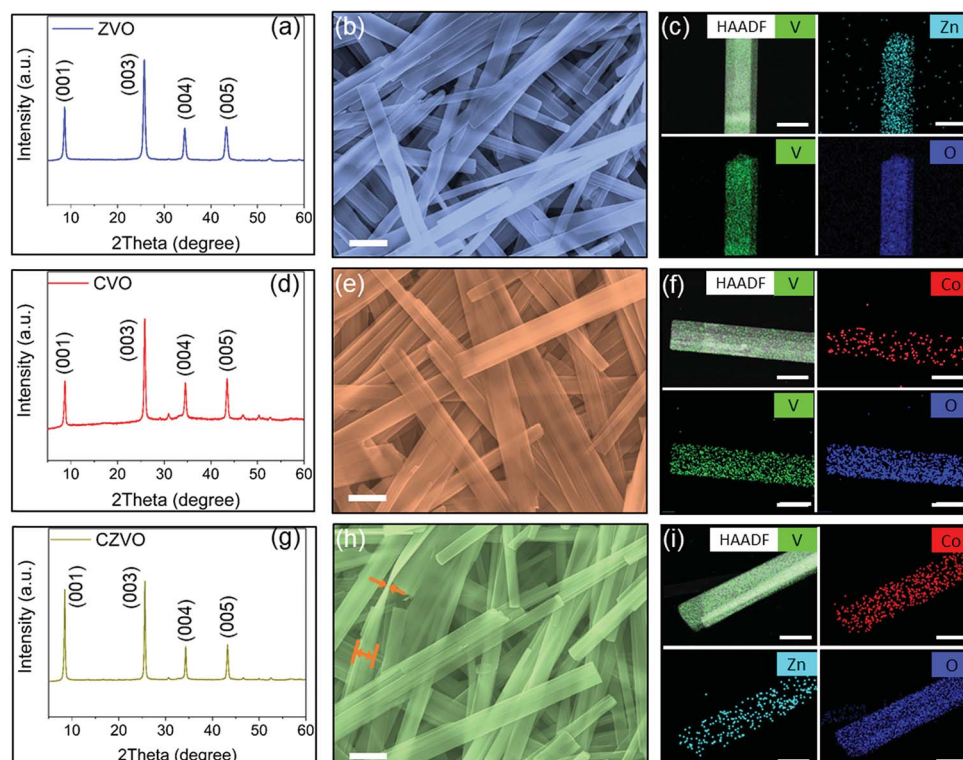 (a)
ZVO
(001)
(003)
(004)
(005)
Intensity (a.u.)
10 20 30 40 50 60
2Theta (degree)
(b)
(c)
HAADF V
Zn
V
O
(d)
CVO
(001)
(003)
(004)
(005)
Intensity (a.u.)
10 20 30 40 50 60
2Theta (degree)
(e)
(f)
HAADF V
Co
V
O
(g)
CZVO
(001)
(003)
(004)
(005)
Intensity (a.u.)
10 20 30 40 50 60
2Theta (degree)
(h)
(i)
HAADF V
Co
Zn
O